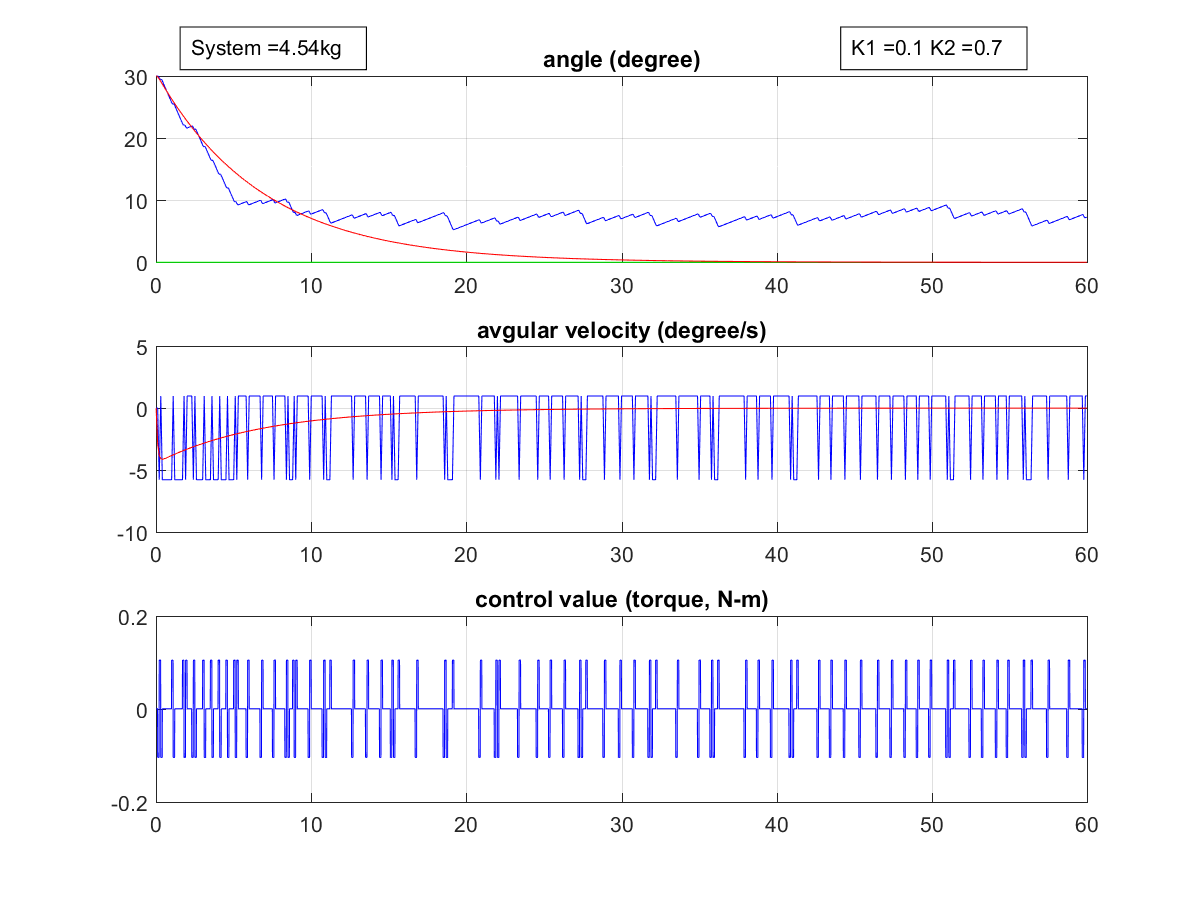 System =4.54kg
K1 =0.1 K2 =0.7
angle (degree)
30
20
10
0
0 10 20 30 40 50 60
avgular velocity (degree/s)
5
0
-5
-10
0 10 20 30 40 50 60
control value (torque, N-m)
0.2
0
-0.2
0 10 20 30 40 50 60